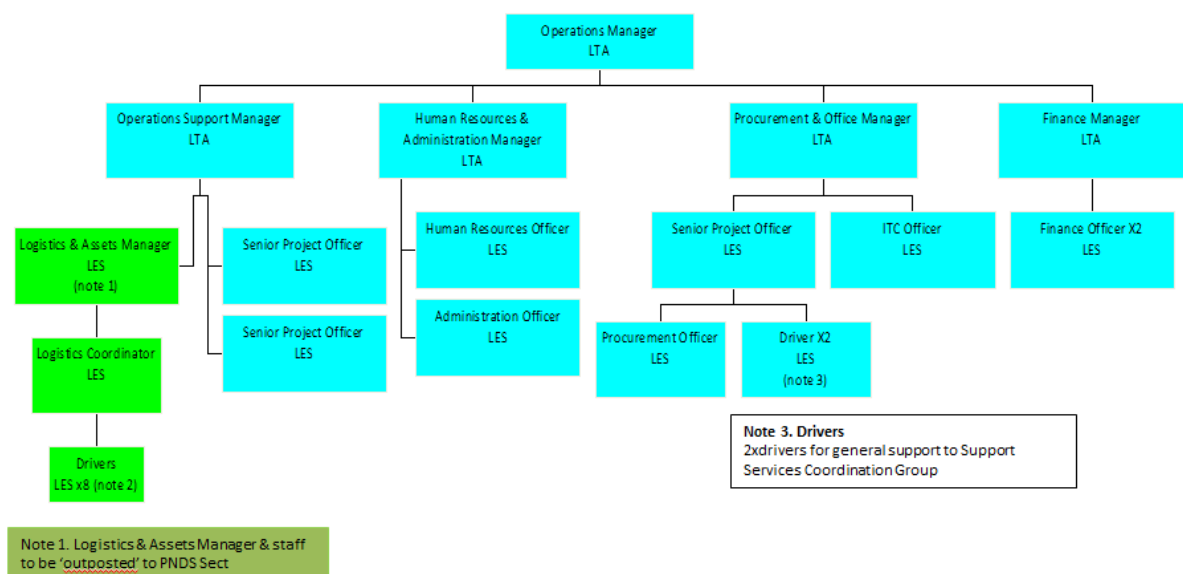 Operations Manager
LTA
Operations Support Manager
LTA
Human Resources &
Administration Manager
LTA
Procurement & Office Manager
LTA
Finance Manager
LTA
Logistics & Assets Manager
LES
(note 1)
Senior Project Officer
LES
Human Resources Officer
LES
Senior Project Officer
LES
ITC Officer
LES
Finance Officer X2
LES
Logistics Coordinator
LES
Senior Project Officer
LES
Administration Officer
LES
Procurement Officer
LES
Driver X2
LES
(note 3)
Drivers
LES x8 (note 2)
Note 3. Drivers
2xdrivers for general support to Support
Services Coordination Group
Note 1. Logistics & Assets Manager & staff
to be ‘outposted’ to PNDS Sect